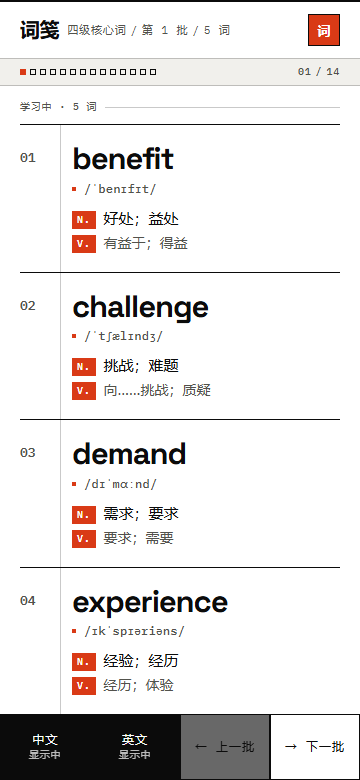 词笺 四级核心词 / 第 1 批 / 5 词 词
01 / 14
学习中 · 5 词
01 benefit
/ˈbenɪfɪt/
N. 好处；益处
V. 有益于；得益
02 challenge
/ˈtʃælɪndʒ/
N. 挑战；难题
V. 向……挑战；质疑
03 demand
/dɪˈmɑːnd/
N. 需求；要求
V. 要求；需要
04 experience
/ɪkˈspɪəriəns/
N. 经验；经历
V. 经历；体验
中文 英文 ← 上一批 → 下一批
显示中 显示中